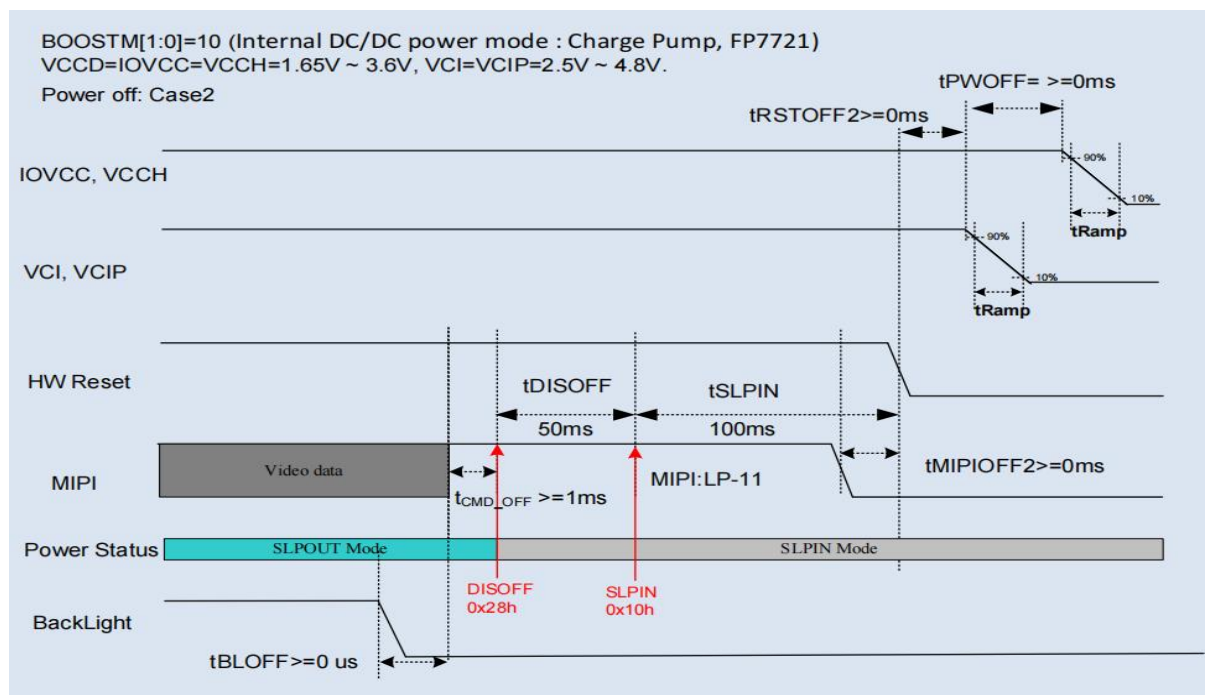 BOOSTM[1:0]=10 (Internal DC/DC power mode : Charge Pump, FP7721)
VCCD=IOVCC=VCCH=1.65V ~ 3.6V, VCI=VCIP=2.5V ~ 4.8V.
Power off: Case2
tPWOFF= >=0ms
tRSTOFF2>=0ms
IOVCC, VCCH
90%
10%
tRamp
VCI, VCIP
90%
10%
tRamp
HW Reset
tDISOFF
tSLPIN
50ms
100ms
MIPI
Video data
tCMD_OFF >=1ms
MIPI:LP-11
tMIPIOFF2>=0ms
Power Status
SLPOUT Mode
SLPIN Mode
DISOFF
0x28h
SLPIN
0x10h
BackLight
tBLOFF>=0 us